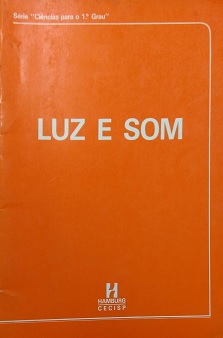 Série "Ciências para o 1.º Grau"
LUZ E SOM
HAMBURG
CECISP